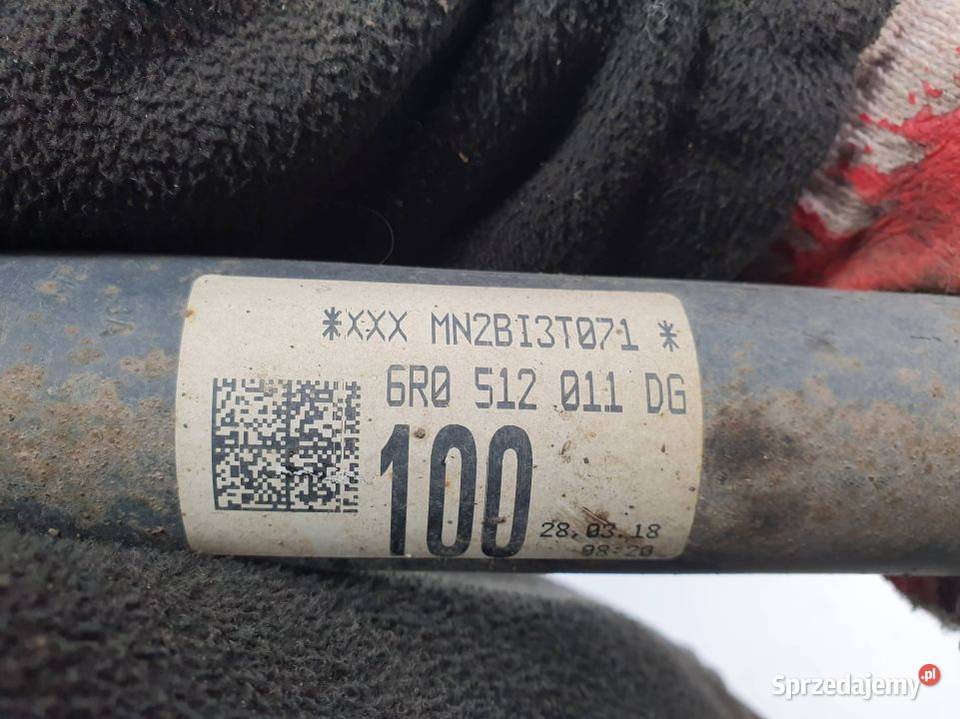 *XXX MN2BI3T071 *
6R0 512 011 DG
100
28.03.18
08:20
Sprzedajemy.pl